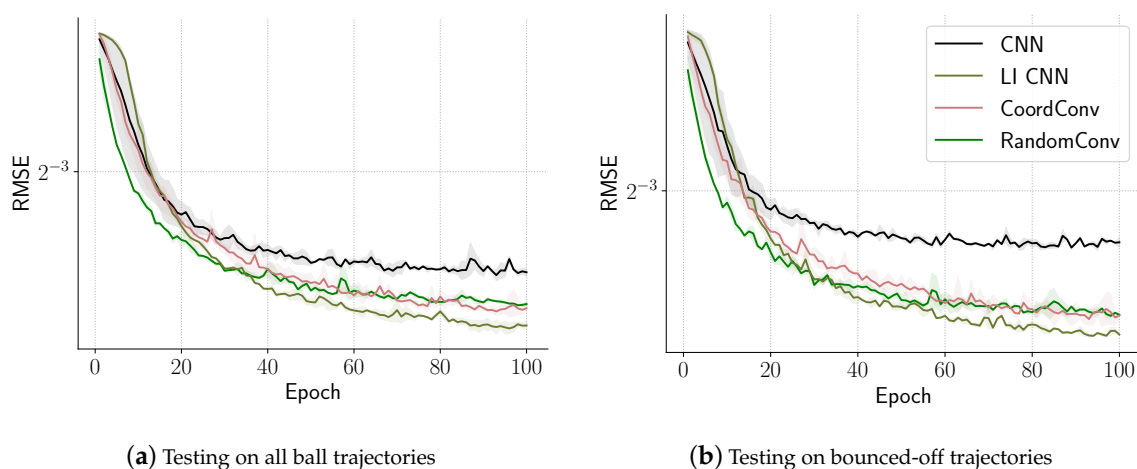 RMSE
2⁻³
0 20 40 60 80 100
Epoch
(a) Testing on all ball trajectories
CNN
LI CNN
CoordConv
RandomConv
RMSE
2⁻³
0 20 40 60 80 100
Epoch
(b) Testing on bounced-off trajectories